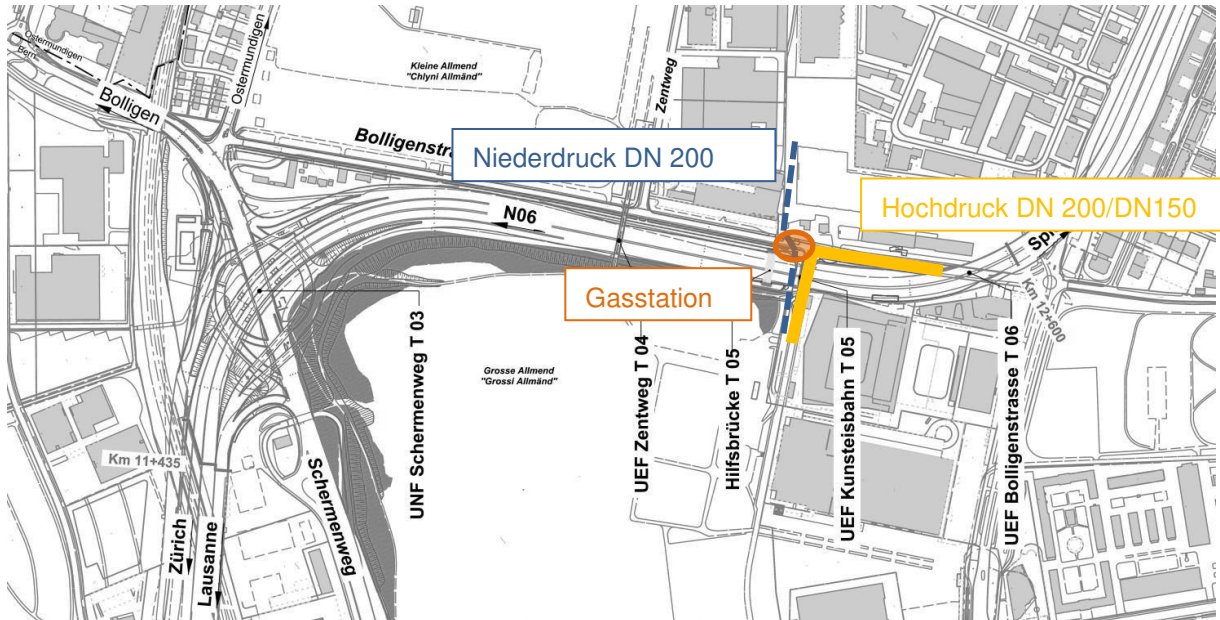 Ostermundigen
Bern
Bolligen
Ostermundigen
Kleine Allmend
"Chlyni Allmänd"
Zentweg
Bolligenstra
Niederdruck DN 200
Hochdruck DN 200/DN150
N06
Spi
Gasstation
Km 12+600
UNF Schermenweg T 03
Grosse Allmend
"Grossi Allmänd"
UEF Zentweg T 04
Hilfsbrücke T 05
UEF Kunsteisbahn T 05
UEF Bolligenstrasse T 06
Km 11+435
Schermenweg
Zürich
Lausanne